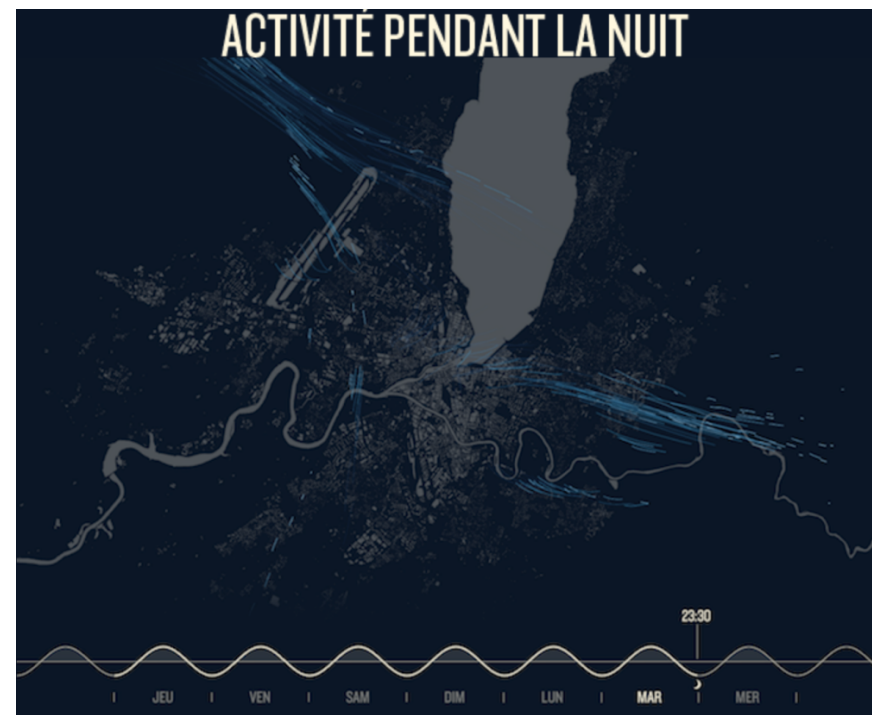 ACTIVITÉ PENDANT LA NUIT
23:30
JEU VEN SAM DIM LUN MAR MER